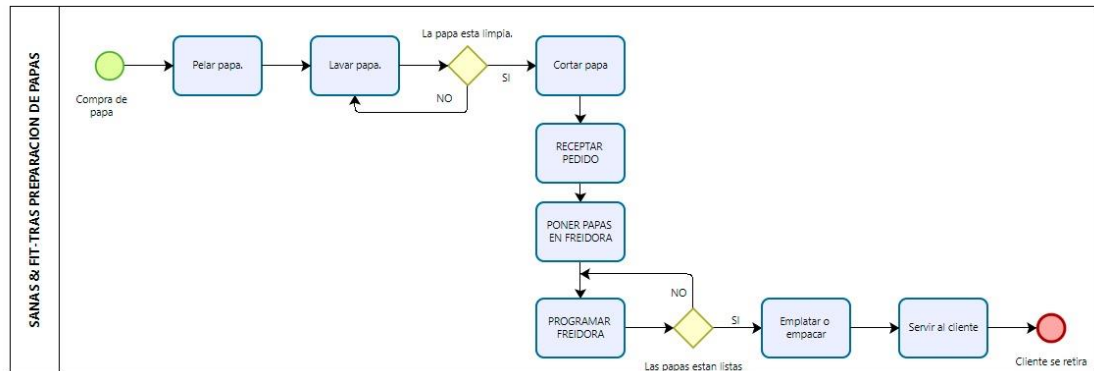 SANAS & FIT-TRAS PREPARACION DE PAPAS
Compra de
papa
Pelar papa.
Lavar papa.
La papa esta limpia.
NO
SI
Cortar papa
RECEPTAR
PEDIDO
PONER PAPAS
EN FREIDORA
PROGRAMAR
FREIDORA
NO
SI
Las papas estan listas
Emplatar o
empacar
Servir al cliente
Cliente se retira